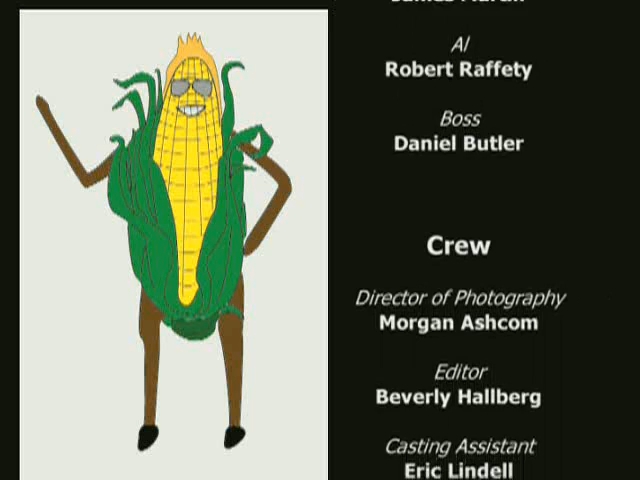 Al
Robert Raffety
Boss
Daniel Butler
Crew
Director of Photography
Morgan Ashcom
Editor
Beverly Hallberg
Casting Assistant
Eric Lindell